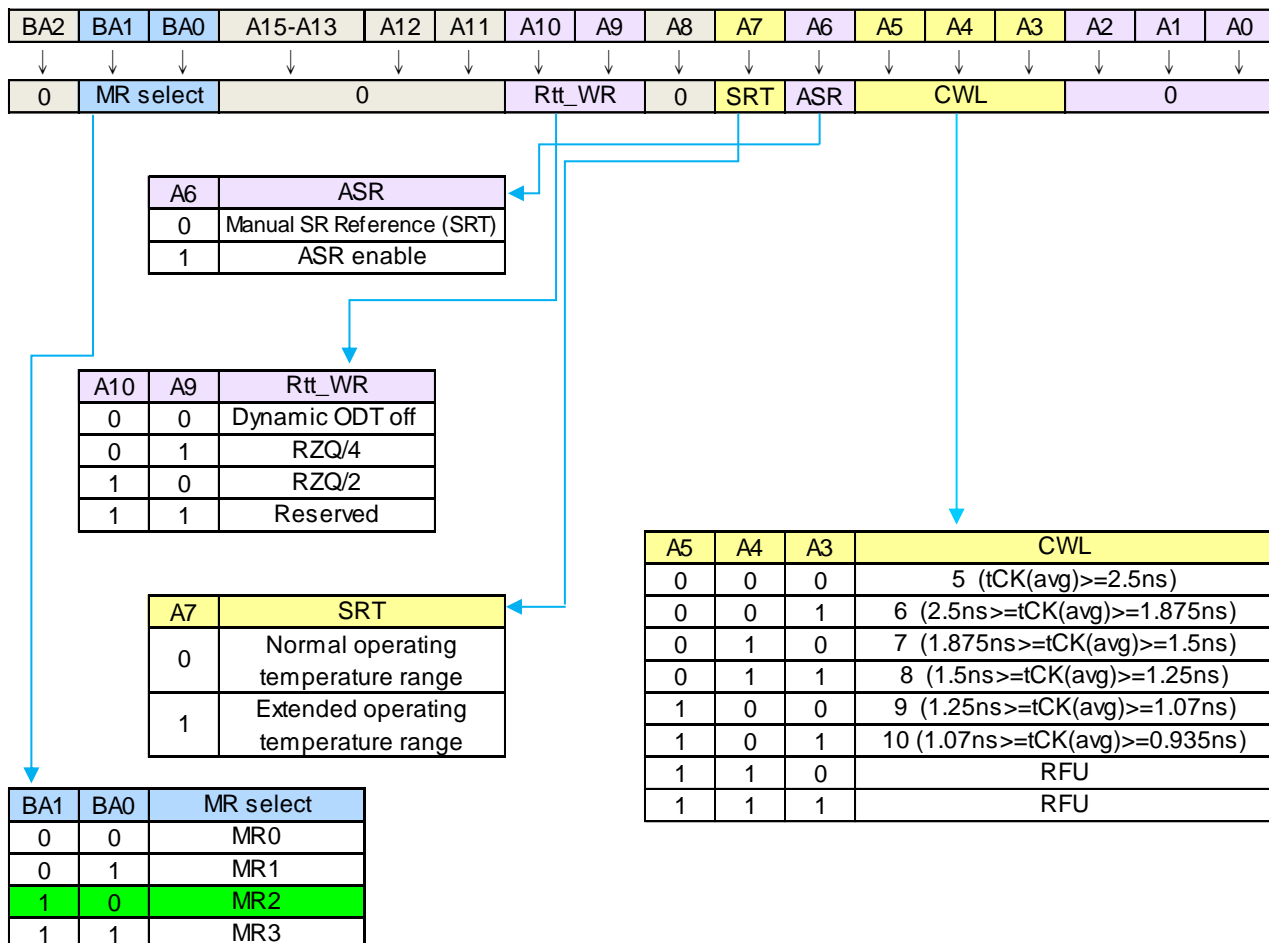 BA2 BA1 BA0 A15-A13 A12 A11 A10 A9 A8 A7 A6 A5 A4 A3 A2 A1 A0
0 MR select 0 Rtt_WR 0 SRT ASR CWL 0
A6 ASR
0 Manual SR Reference (SRT)
1 ASR enable
A10 A9 Rtt_WR
0 0 Dynamic ODT off
0 1 RZQ/4
1 0 RZQ/2
1 1 Reserved
A5 A4 A3 CWL
0 0 0 5 (tCK(avg)>=2.5ns)
0 0 1 6 (2.5ns>=tCK(avg)>=1.875ns)
0 1 0 7 (1.875ns>=tCK(avg)>=1.5ns)
0 1 1 8 (1.5ns>=tCK(avg)>=1.25ns)
1 0 0 9 (1.25ns>=tCK(avg)>=1.07ns)
1 0 1 10 (1.07ns>=tCK(avg)>=0.935ns)
1 1 0 RFU
1 1 1 RFU
A7 SRT
0 Normal operating
temperature range
1 Extended operating
temperature range
BA1 BA0 MR select
0 0 MR0
0 1 MR1
1 0 MR2
1 1 MR3